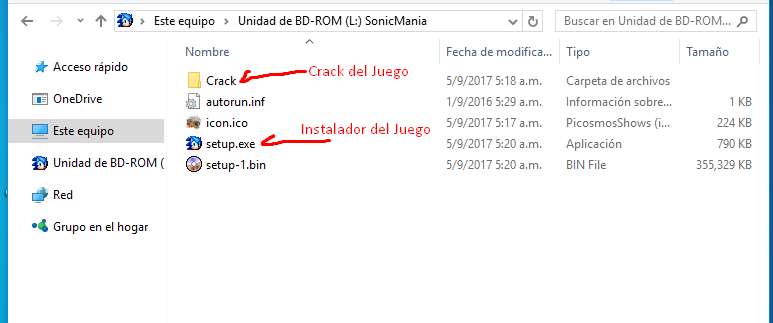 Este equipo > Unidad de BD-ROM (L:) SonicMania
Buscar en Unidad de BD-ROM...
Nombre Fecha de modifica... Tipo Tamaño
Acceso rápido
OneDrive
Este equipo
Unidad de BD-ROM (
Red
Grupo en el hogar
Crack 5/9/2017 5:18 a.m. Carpeta de archivos
Crack del Juego
autorun.inf 1/9/2016 5:29 a.m. Información sobre... 1 KB
icon.ico 5/9/2017 5:17 a.m. PicosmosShows (i... 224 KB
Instalador del Juego
setup.exe 5/9/2017 5:20 a.m. Aplicación 790 KB
setup-1.bin 5/9/2017 5:20 a.m. BIN File 355,329 KB